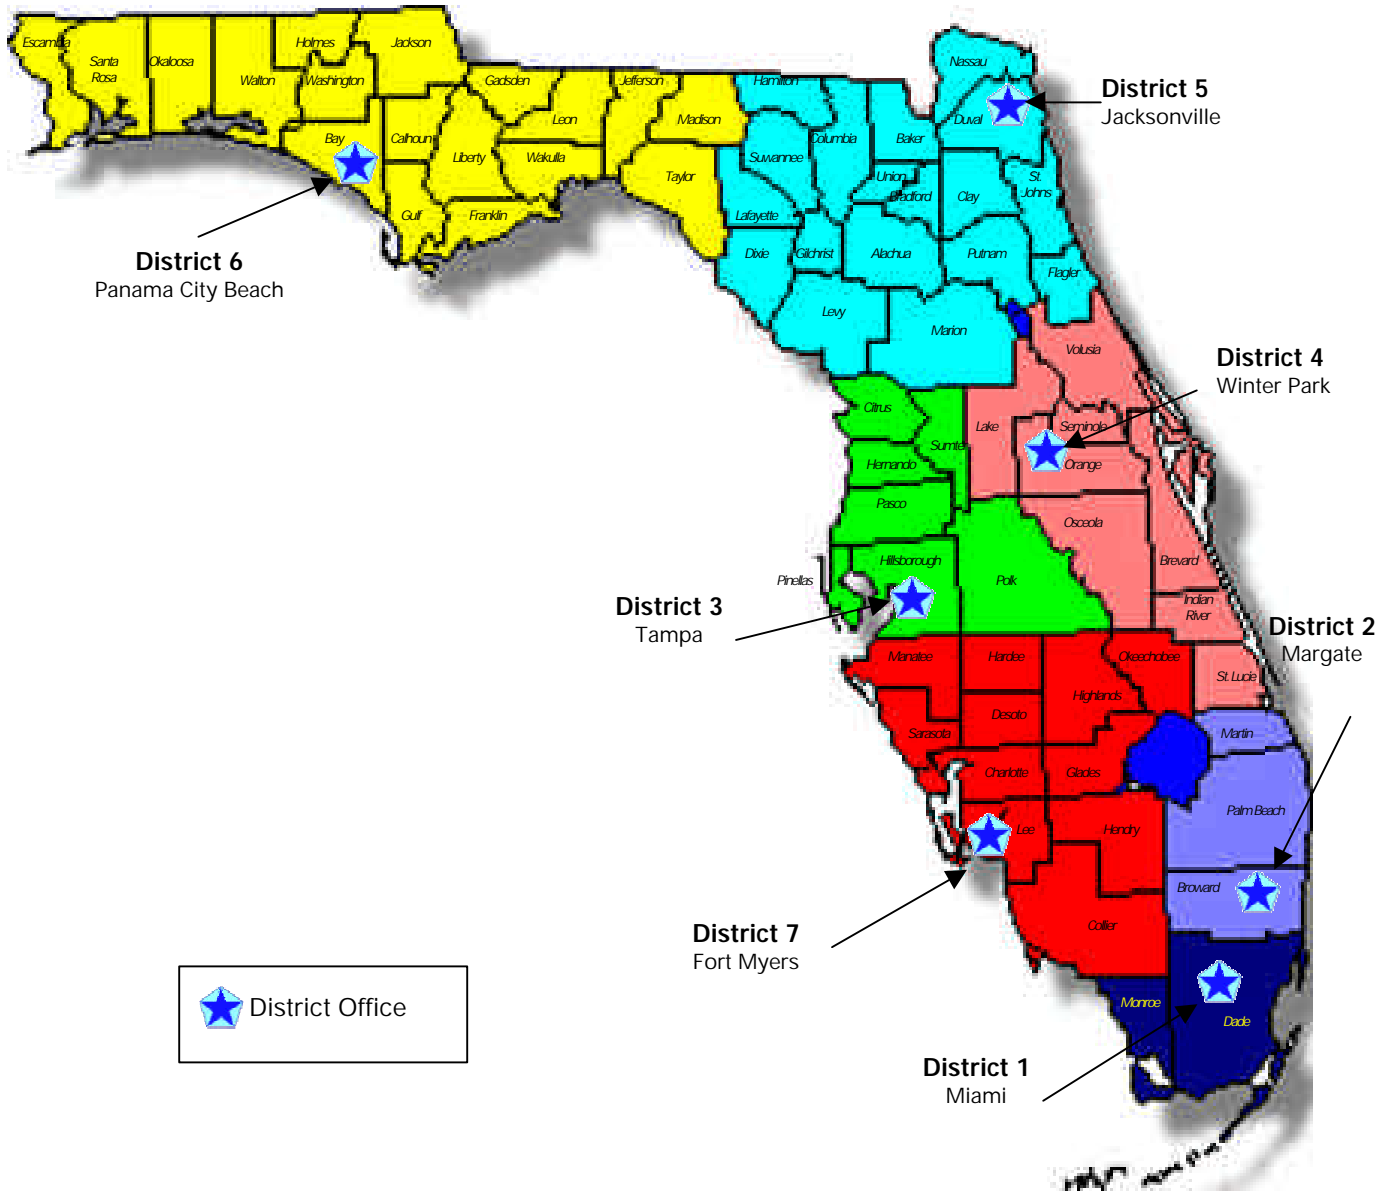 Escambia
Santa
Rosa
Okaloosa
Walton
Holmes
Washington
Jackson
Bay
Calhoun
Gulf
Gadsden
Liberty
Franklin
Leon
Wakulla
Jefferson
Madison
Taylor
Hamilton
Suwannee
Lafayette
Dixie
Columbia
Gilchrist
Levy
Baker
Union
Bradford
Alachua
Marion
Nassau
Duval
Clay
St.
Johns
Putnam
Flagler
District 5
Jacksonville
District 6
Panama City Beach
Volusia
Lake
Seminole
Orange
Osceola
Brevard
Indian
River
St. Lucie
District 4
Winter Park
Citrus
Sumter
Hernando
Pasco
Pinellas
Hillsborough
Polk
District 3
Tampa
District 2
Margate
Manatee
Hardee
Okeechobee
Highlands
Desoto
Sarasota
Charlotte
Glades
Lee
Hendry
Collier
Martin
Palm Beach
Broward
District 7
Fort Myers
Monroe
Dade
District 1
Miami
District Office